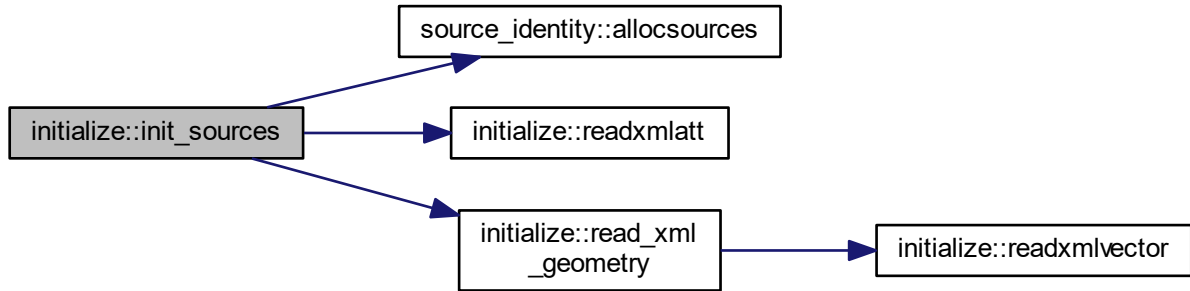 source_identity::allocsources
initialize::init_sources
initialize::readxmlatt
initialize::read_xml
_geometry
initialize::readxmlvector